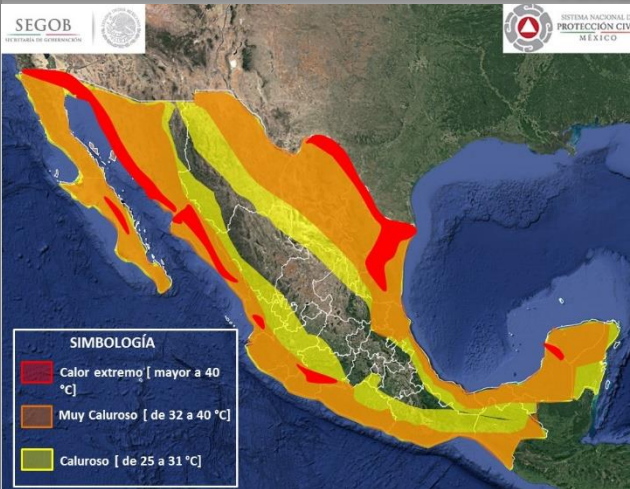 SEGOB
SECRETARÍA DE GOBERNACIÓN
SISTEMA NACIONAL D
PROTECCIÓN CIV
MÉXICO
SIMBOLOGÍA
Calor extremo [ mayor a 40
°C]
Muy Caluroso [ de 32 a 40 °C]
Caluroso [ de 25 a 31 °C]